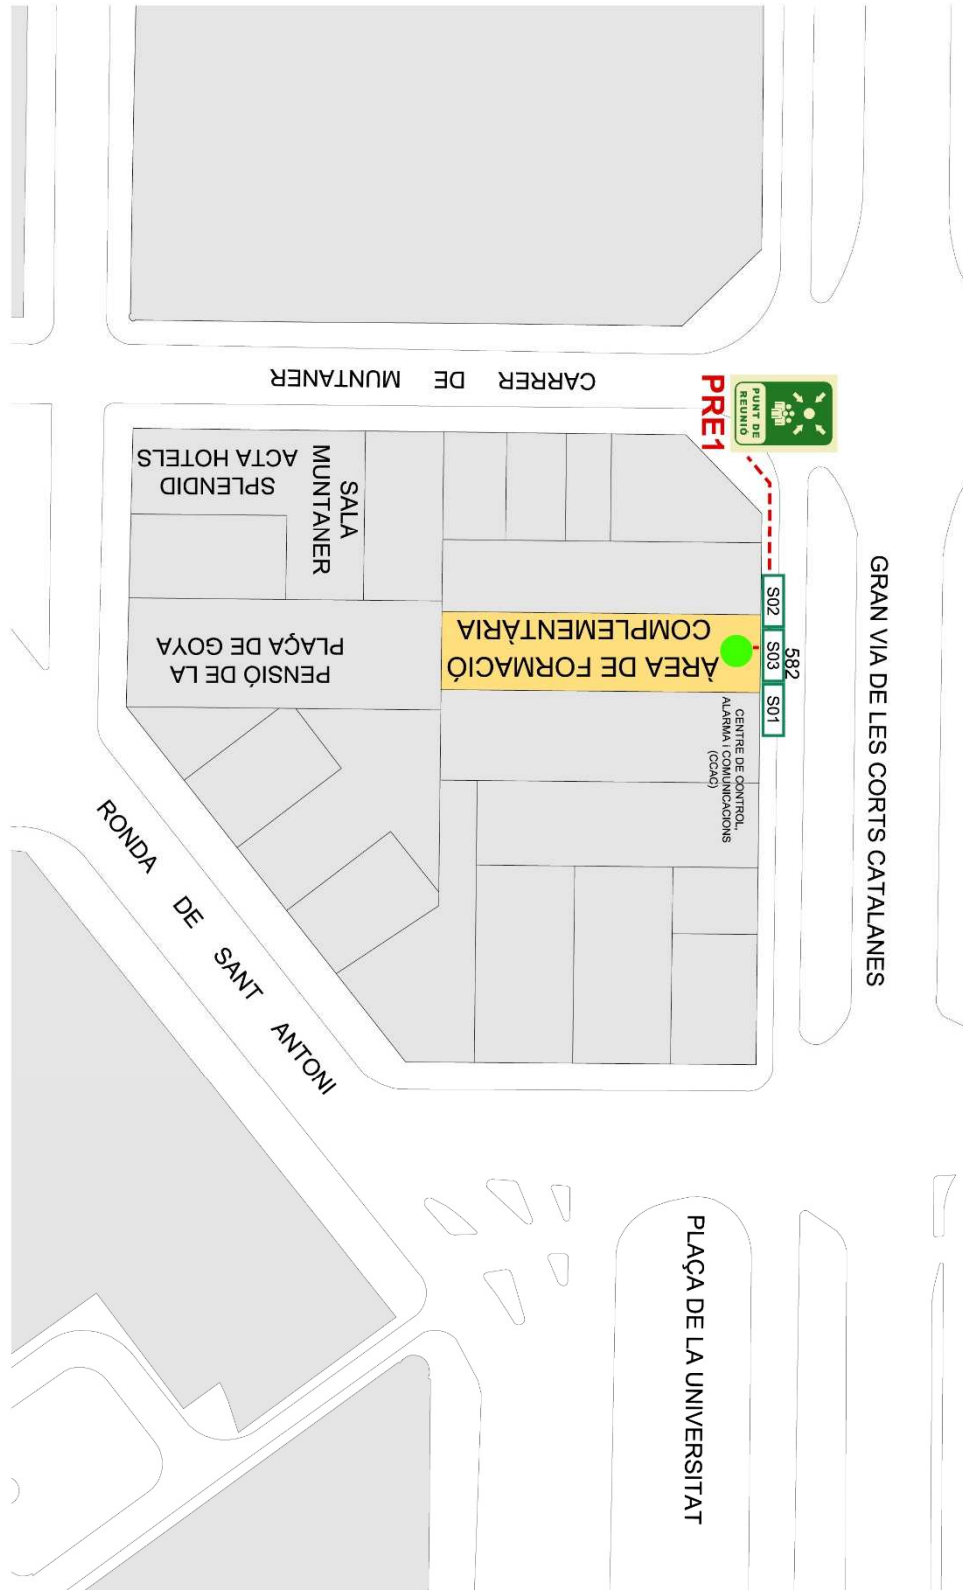 CARRER DE MUNTANER
PRE1
PUNT DE
REUNIÓ
SPLENDID
ACTA HOTELS
SALA
MUNTANER
PENSIÓ DE LA
PLAÇA DE GOYA
ÀREA DE FORMACIÓ
COMPLEMENTÀRIA
S02
S03
S01
582
CENTRE DE CONTROL,
ALARMA I COMUNICACIONS
(CCAC)
GRAN VIA DE LES CORTS CATALANES
RONDA DE SANT ANTONI
PLAÇA DE LA UNIVERSITAT